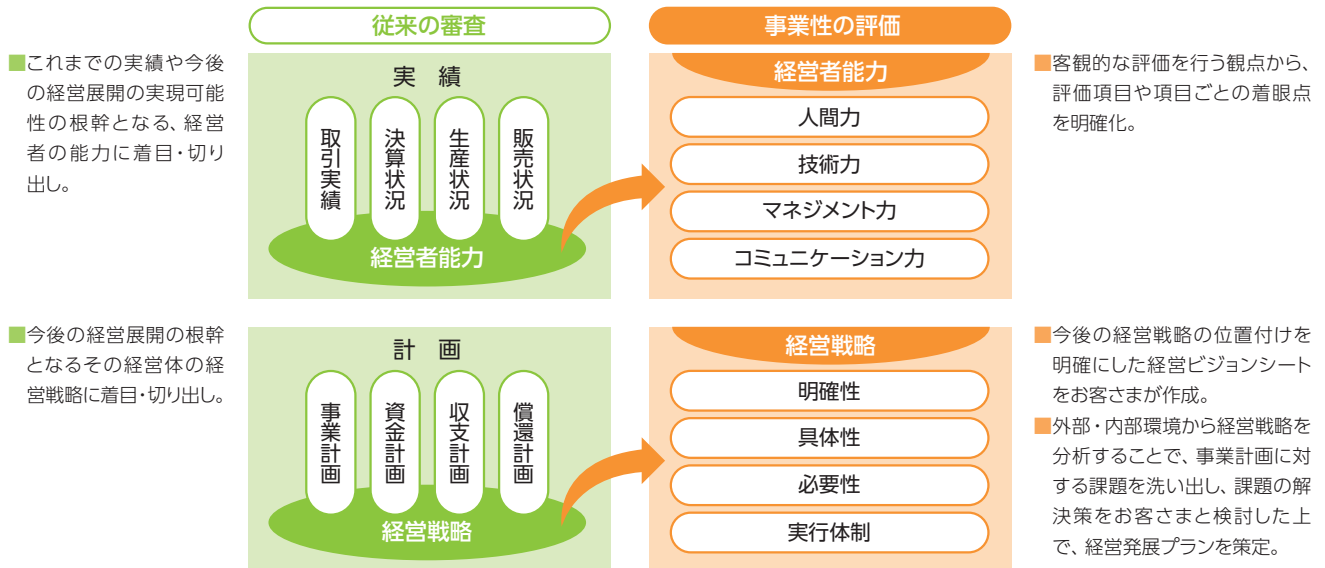 従来の審査
事業性の評価
■これまでの実績や今後
の経営展開の実現可能
性の根幹となる、経営
者の能力に着目・切り
出し。
実 績
取引実績
決算状況
生産状況
販売状況
経営者能力
経営者能力
人間力
技術力
マネジメント力
コミュニケーション力
■客観的な評価を行う観点から、
評価項目や項目ごとの着眼点
を明確化。
■今後の経営展開の根幹
となるその経営体の経
営戦略に着目・切り出し。
計 画
事業計画
資金計画
収支計画
償還計画
経営戦略
経営戦略
明確性
具体性
必要性
実行体制
■今後の経営戦略の位置付けを
明確にした経営ビジョンシート
をお客さまが作成。
■外部・内部環境から経営戦略を
分析することで、事業計画に対
する課題を洗い出し、課題の解
決策をお客さまと検討した上
で、経営発展プランを策定。